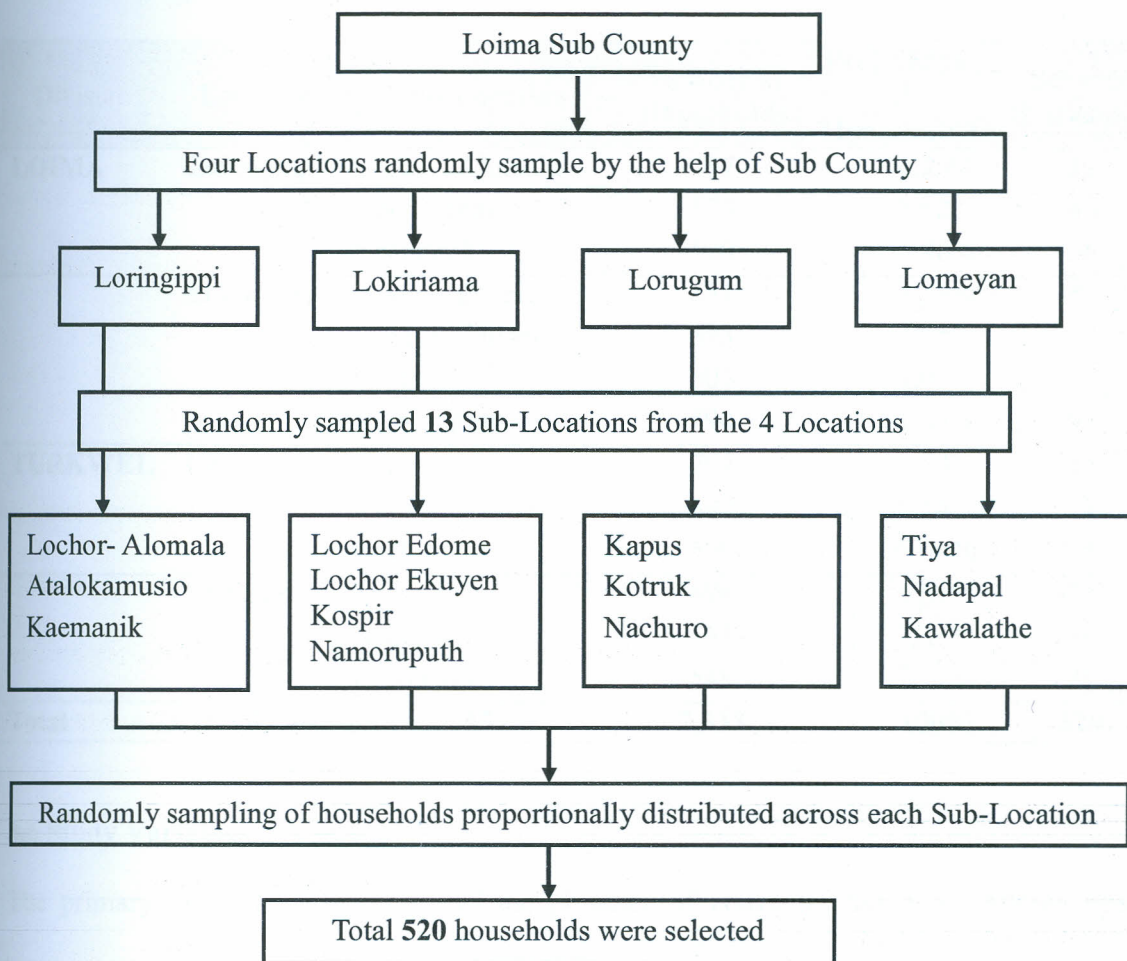 Loima Sub County
Four Locations randomly sample by the help of Sub County
Loringippi
Lokiriama
Lorugum
Lomeyan
Randomly sampled 13 Sub-Locations from the 4 Locations
Lochor- Alomala
Atalokamusio
Kaemanik
Lochor Edome
Lochor Ekuyen
Kospir
Namoruputh
Kapus
Kotruk
Nachuro
Tiya
Nadapal
Kawalathe
Randomly sampling of households proportionally distributed across each Sub-Location
Total 520 households were selected